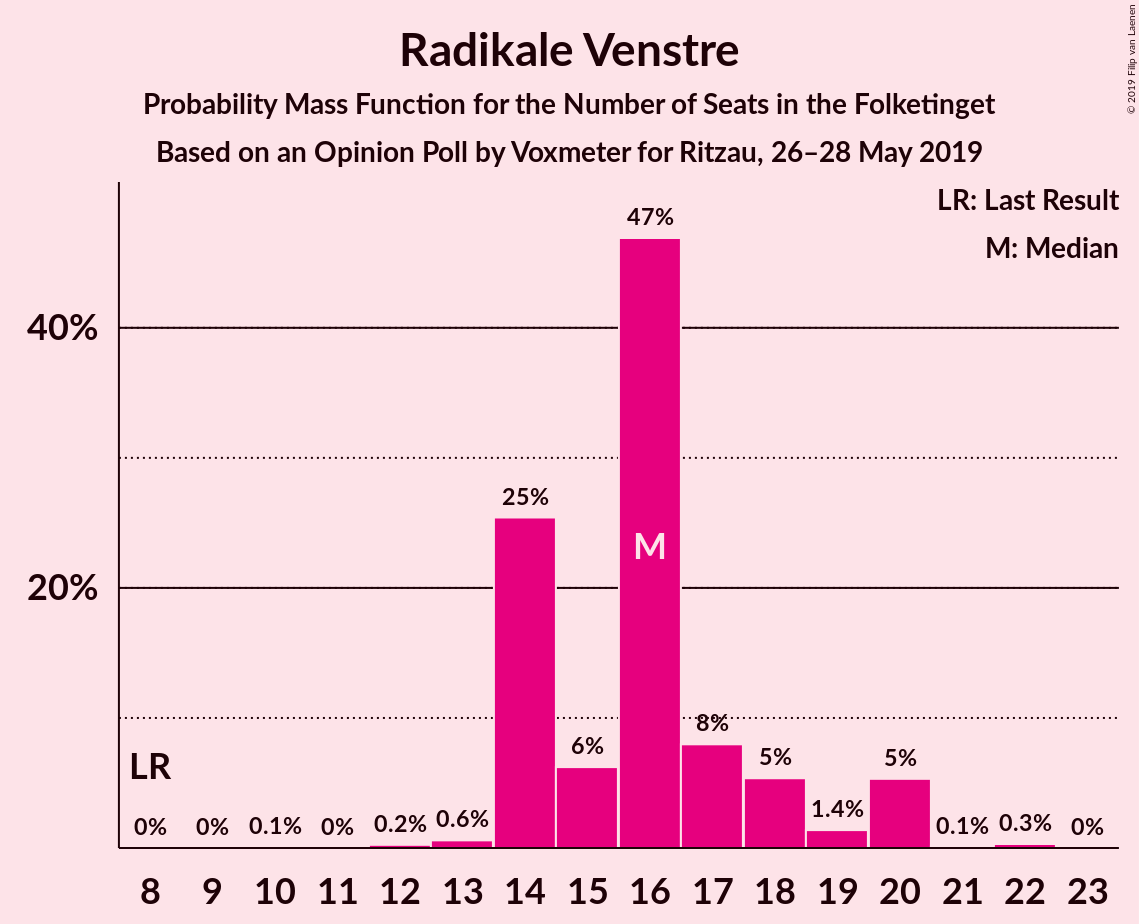 Radikale Venstre
Probability Mass Function for the Number of Seats in the Folketinget
Based on an Opinion Poll by Voxmeter for Ritzau, 26–28 May 2019
© 2019 Filip van Laenen
LR: Last Result
M: Median
40%
20%
47%
25%
M
8%
6%
5%
5%
LR
1.4%
0.6%
0.3%
0.2%
0.1%
0.1%
0%
0%
0%
0%
8 9 10 11 12 13 14 15 16 17 18 19 20 21 22 23